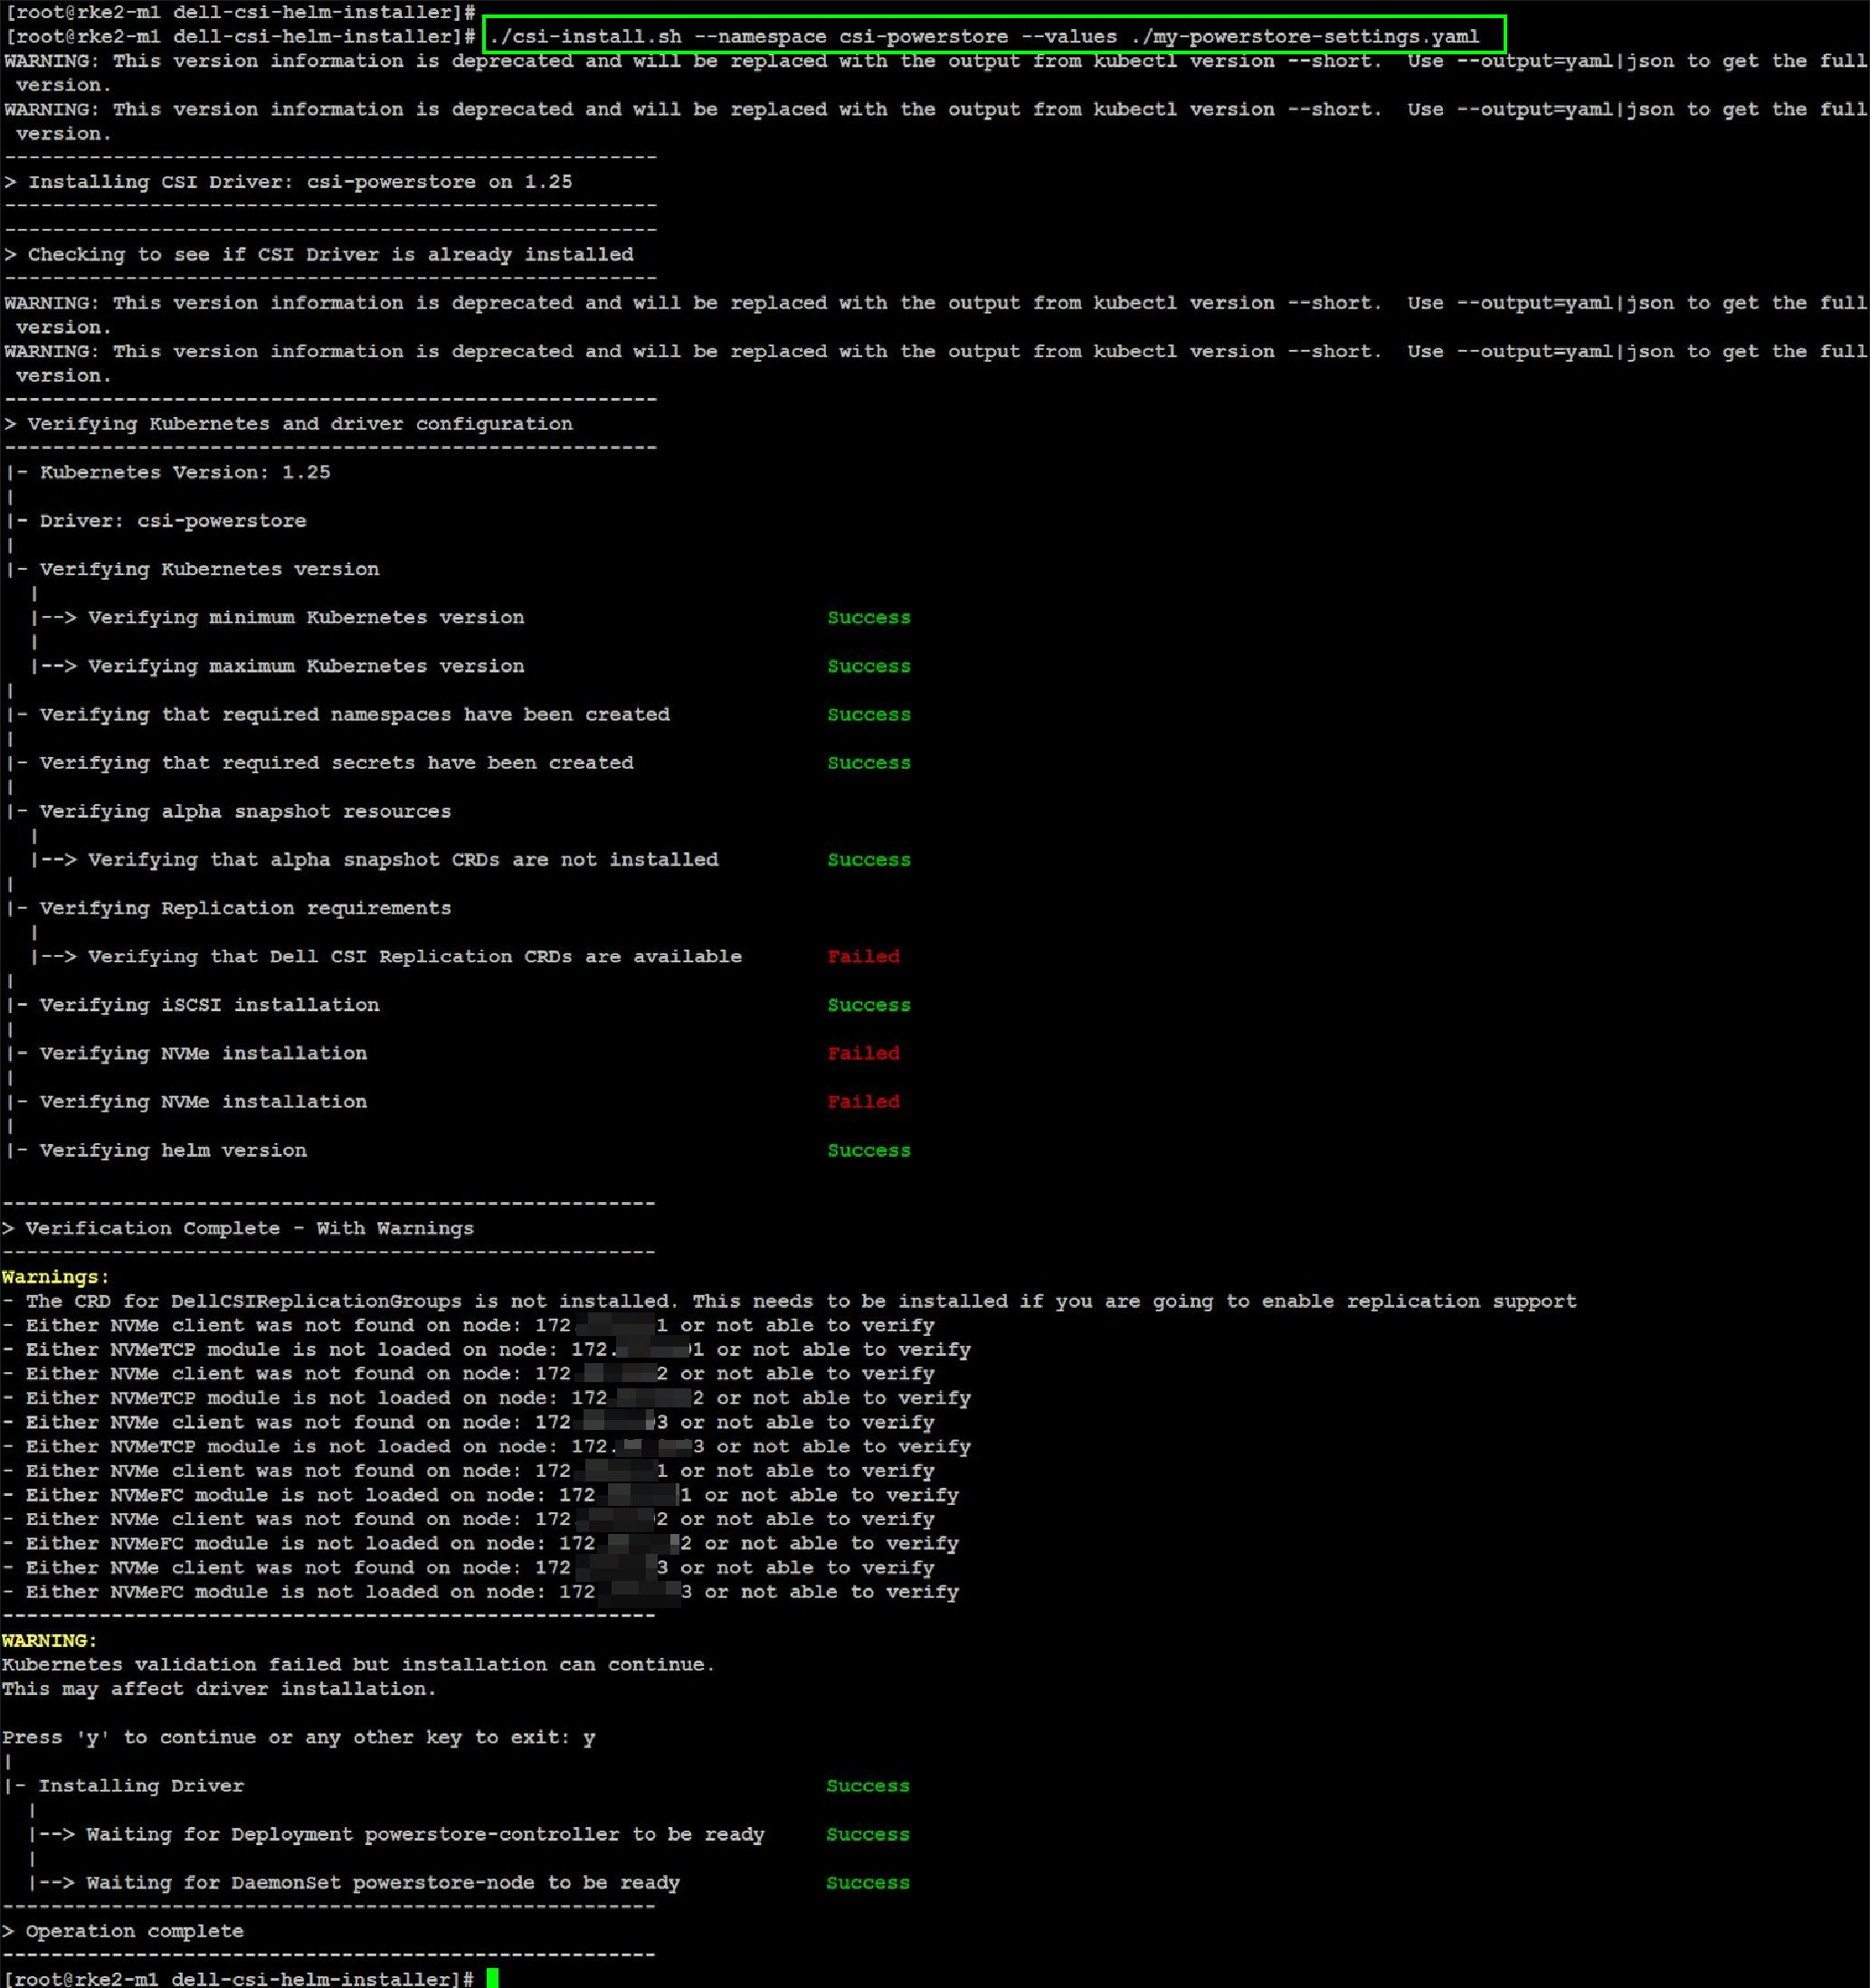 [root@rke2-m1 dell-csi-helm-installer]#
[root@rke2-m1 dell-csi-helm-installer]# ./csi-install.sh --namespace csi-powerstore --values ./my-powerstore-settings.yaml
WARNING: This version information is deprecated and will be replaced with the output from kubectl version --short.  Use --output=yaml|json to get the full
 version.
WARNING: This version information is deprecated and will be replaced with the output from kubectl version --short.  Use --output=yaml|json to get the full
 version.
------------------------------------------------------
> Installing CSI Driver: csi-powerstore on 1.25
------------------------------------------------------
------------------------------------------------------
> Checking to see if CSI Driver is already installed
------------------------------------------------------
WARNING: This version information is deprecated and will be replaced with the output from kubectl version --short.  Use --output=yaml|json to get the full
 version.
WARNING: This version information is deprecated and will be replaced with the output from kubectl version --short.  Use --output=yaml|json to get the full
 version.
------------------------------------------------------
> Verifying Kubernetes and driver configuration
------------------------------------------------------
|- Kubernetes Version: 1.25
|
|- Driver: csi-powerstore
|
|- Verifying Kubernetes version
  |
  |--> Verifying minimum Kubernetes version                         Success
  |
  |--> Verifying maximum Kubernetes version                         Success
|
|- Verifying that required namespaces have been created             Success
|
|- Verifying that required secrets have been created                Success
|
|- Verifying alpha snapshot resources
  |
  |--> Verifying that alpha snapshot CRDs are not installed         Success
|
|- Verifying Replication requirements
  |
  |--> Verifying that Dell CSI Replication CRDs are available       Failed
|
|- Verifying iSCSI installation                                     Success
|
|- Verifying NVMe installation                                      Failed
|
|- Verifying NVMe installation                                      Failed
|
|- Verifying helm version                                           Success

------------------------------------------------------
> Verification Complete - With Warnings
------------------------------------------------------
Warnings:
- The CRD for DellCSIReplicationGroups is not installed. This needs to be installed if you are going to enable replication support
- Either NVMe client was not found on node: 172. 1 or not able to verify
- Either NVMeTCP module is not loaded on node: 172. 1 or not able to verify
- Either NVMe client was not found on node: 172 2 or not able to verify
- Either NVMeTCP module is not loaded on node: 172 2 or not able to verify
- Either NVMe client was not found on node: 172 3 or not able to verify
- Either NVMeTCP module is not loaded on node: 172. 3 or not able to verify
- Either NVMe client was not found on node: 172 1 or not able to verify
- Either NVMeFC module is not loaded on node: 172 1 or not able to verify
- Either NVMe client was not found on node: 172 2 or not able to verify
- Either NVMeFC module is not loaded on node: 172 2 or not able to verify
- Either NVMe client was not found on node: 172 3 or not able to verify
- Either NVMeFC module is not loaded on node: 172 3 or not able to verify
------------------------------------------------------
WARNING:
Kubernetes validation failed but installation can continue.
This may affect driver installation.

Press 'y' to continue or any other key to exit: y
|
|- Installing Driver                                                Success
  |
  |--> Waiting for Deployment powerstore-controller to be ready     Success
  |
  |--> Waiting for DaemonSet powerstore-node to be ready            Success
------------------------------------------------------
> Operation complete
------------------------------------------------------
[root@rke2-m1 dell-csi-helm-installer]#